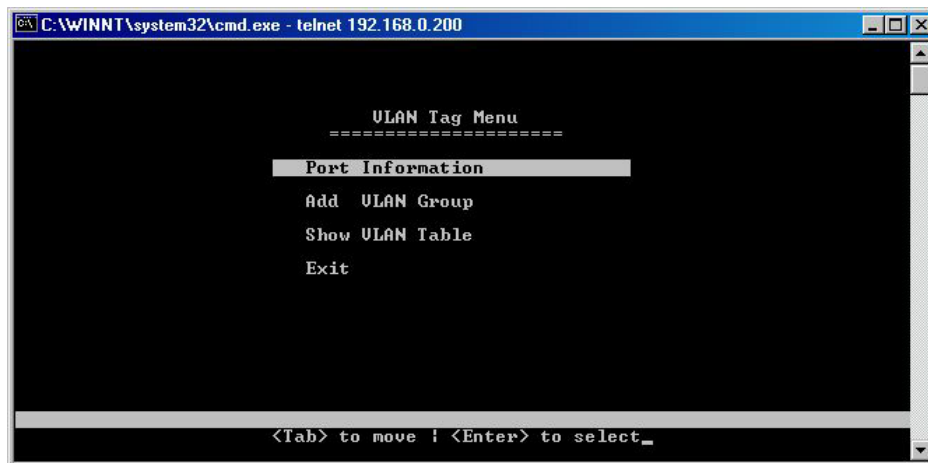 C:\WINNT\system32\cmd.exe - telnet 192.168.0.200
VLAN Tag Menu
=====================
Port Information
Add  VLAN Group
Show VLAN Table
Exit
<Tab> to move ¦ <Enter> to select_